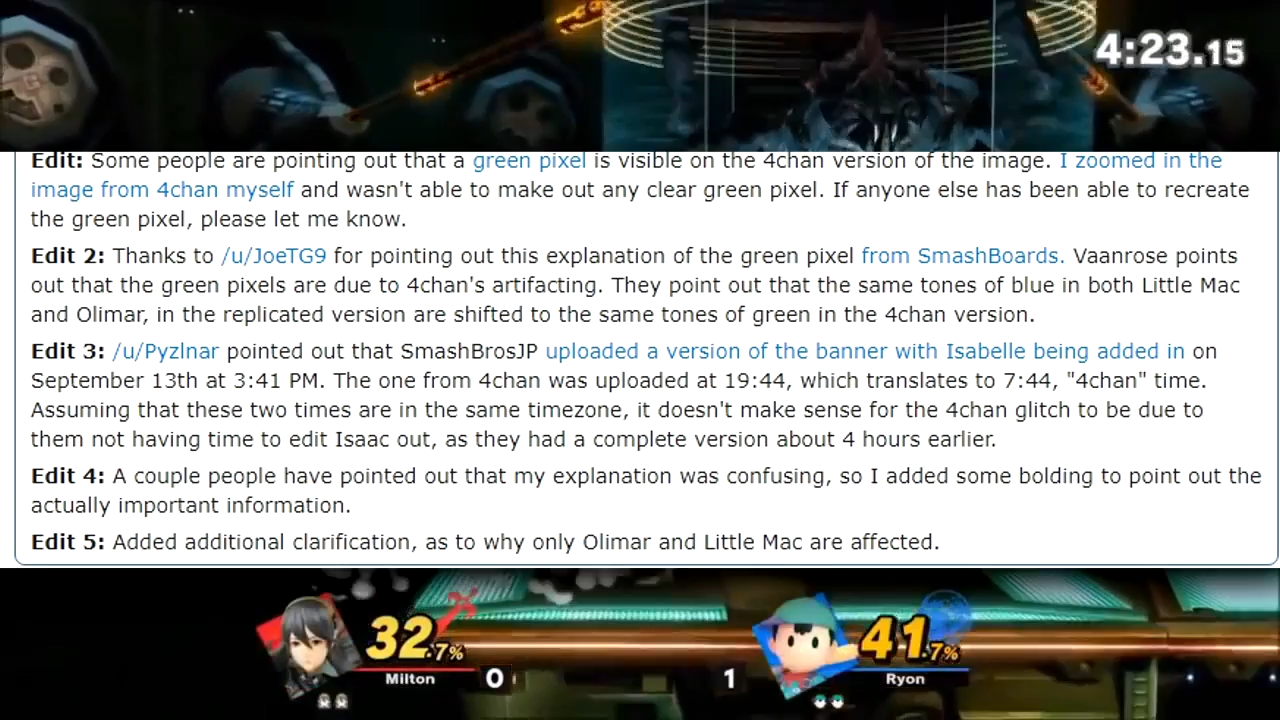 4:23.15
Edit: Some people are pointing out that a green pixel is visible on the 4chan version of the image. I zoomed in the
image from 4chan myself and wasn't able to make out any clear green pixel. If anyone else has been able to recreate
the green pixel, please let me know.
Edit 2: Thanks to /u/JoeTG9 for pointing out this explanation of the green pixel from SmashBoards. Vaanrose points
out that the green pixels are due to 4chan's artifacting. They point out that the same tones of blue in both Little Mac
and Olimar, in the replicated version are shifted to the same tones of green in the 4chan version.
Edit 3: /u/Pyzlnar pointed out that SmashBrosJP uploaded a version of the banner with Isabelle being added in on
September 13th at 3:41 PM. The one from 4chan was uploaded at 19:44, which translates to 7:44, "4chan" time.
Assuming that these two times are in the same timezone, it doesn't make sense for the 4chan glitch to be due to
them not having time to edit Isaac out, as they had a complete version about 4 hours earlier.
Edit 4: A couple people have pointed out that my explanation was confusing, so I added some bolding to point out the
actually important information.
Edit 5: Added additional clarification, as to why only Olimar and Little Mac are affected.
32.7% 41.7%
Milton 0 1 Ryon